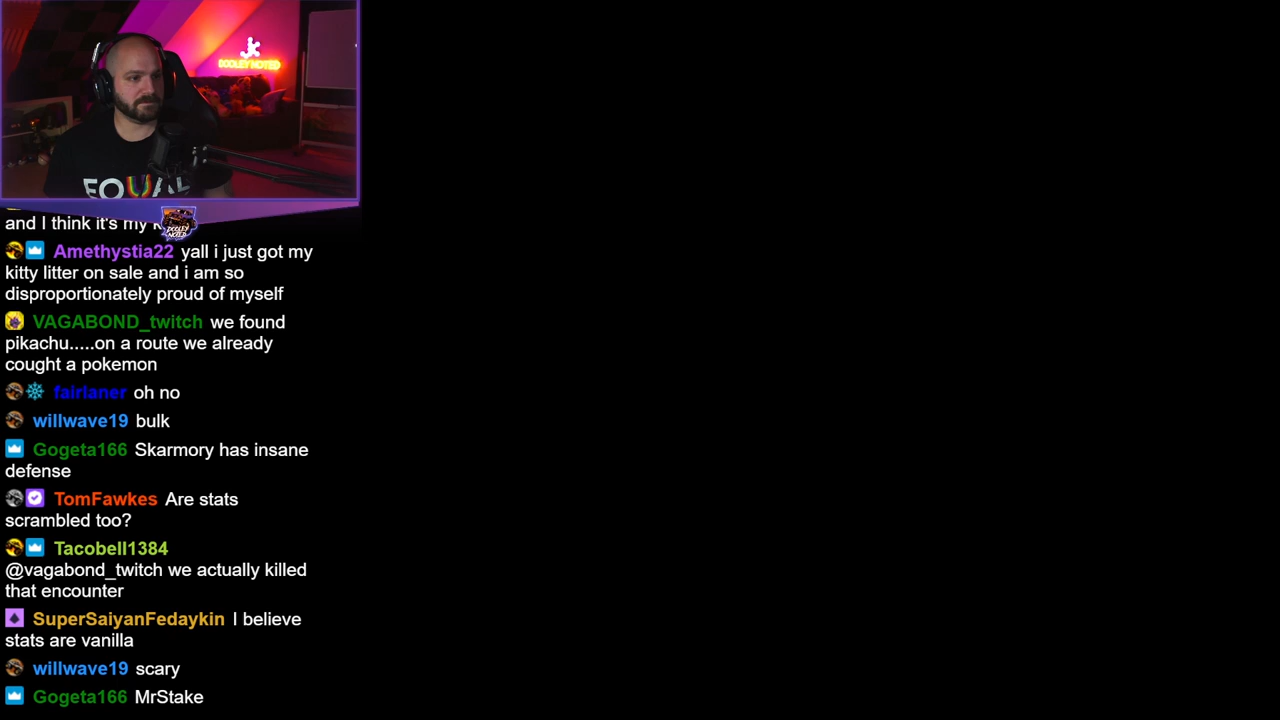 DOOLEY NOTED
EQUAL
DOOLEY
NOTED
and I think it's my
Amethystia22 yall i just got my
kitty litter on sale and i am so
disproportionately proud of myself
VAGABOND_twitch we found
pikachu.....on a route we already
cought a pokemon
fairlaner oh no
willwave19 bulk
Gogeta166 Skarmory has insane
defense
TomFawkes Are stats
scrambled too?
Tacobell1384
@vagabond_twitch we actually killed
that encounter
SuperSaiyanFedaykin I believe
stats are vanilla
willwave19 scary
Gogeta166 MrStake